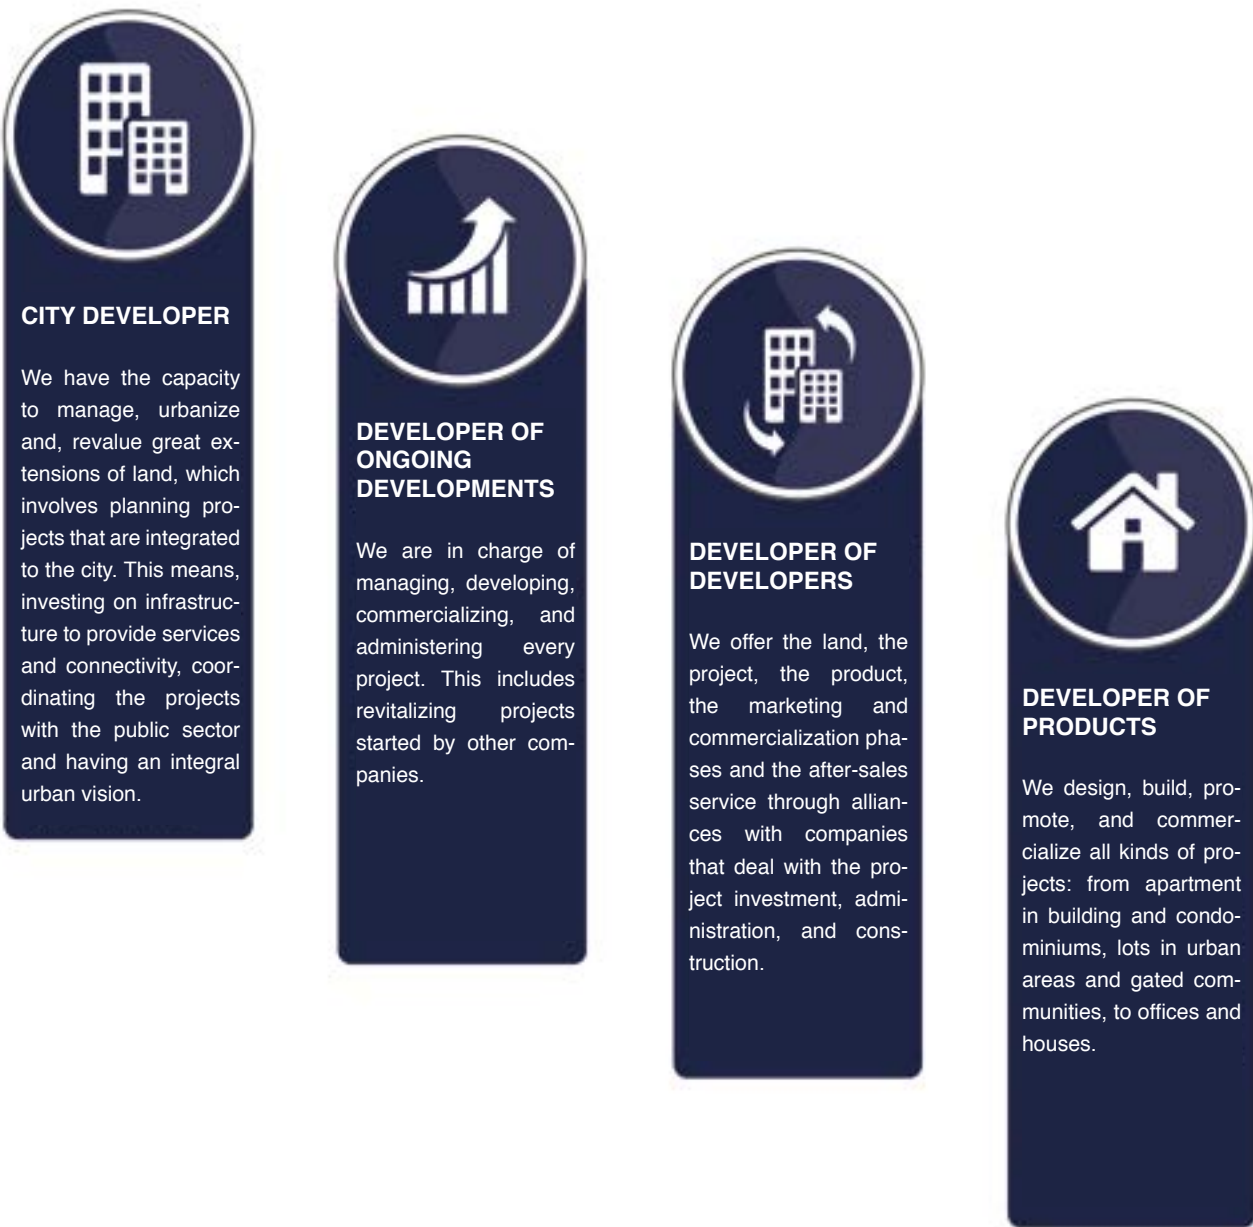 CITY DEVELOPER
We have the capacity
to manage, urbanize
and, revalue great ex-
tensions of land, which
involves planning pro-
jects that are integrated
to the city. This means,
investing on infrastruc-
ture to provide services
and connectivity, coor-
dinating the projects
with the public sector
and having an integral
urban vision.
DEVELOPER OF
ONGOING
DEVELOPMENTS
We are in charge of
managing, developing,
commercializing, and
administering every
project. This includes
revitalizing projects
started by other com-
panies.
DEVELOPER OF
DEVELOPERS
We offer the land, the
project, the product,
the marketing and
commercialization pha-
ses and the after-sales
service through allian-
ces with companies
that deal with the pro-
ject investment, admi-
nistration, and cons-
truction.
DEVELOPER OF
PRODUCTS
We design, build, pro-
mote, and commer-
cialize all kinds of pro-
jects: from apartment
in building and condo-
miniums, lots in urban
areas and gated com-
munities, to offices and
houses.